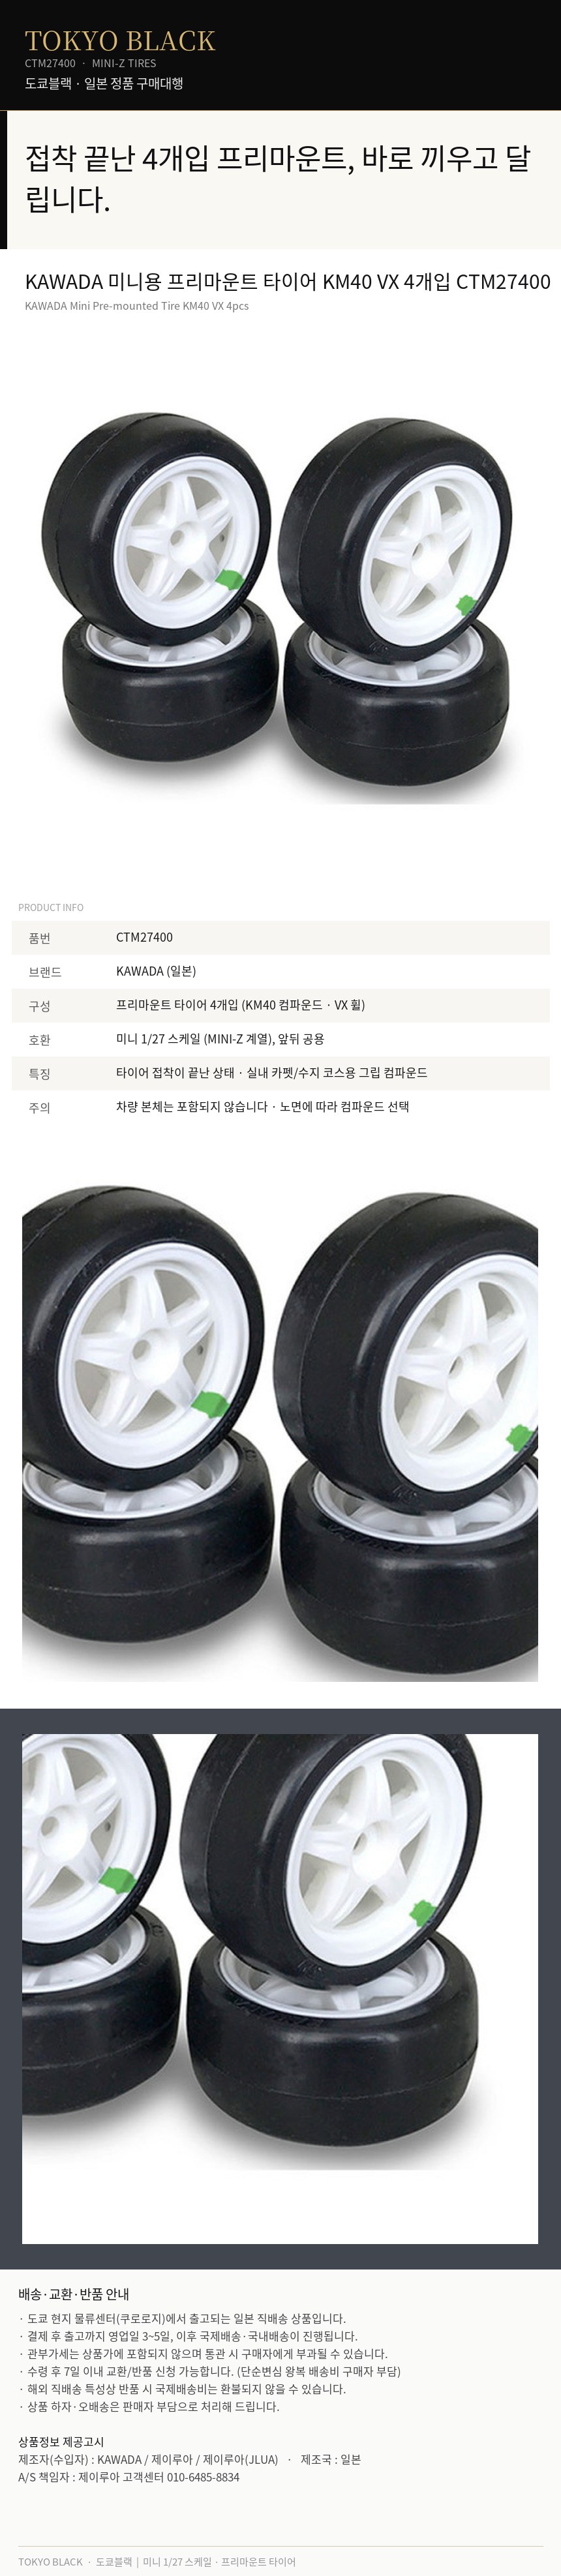 TOKYO BLACK
CTM27400 · MINI-Z TIRES
도쿄블랙 · 일본 정품 구매대행
접착 끝난 4개입 프리마운트, 바로 끼우고 달
립니다.
KAWADA 미니용 프리마운트 타이어 KM40 VX 4개입 CTM27400
KAWADA Mini Pre-mounted Tire KM40 VX 4pcs
PRODUCT INFO
품번 CTM27400
브랜드 KAWADA (일본)
구성 프리마운트 타이어 4개입 (KM40 컴파운드 · VX 휠)
호환 미니 1/27 스케일 (MINI-Z 계열), 앞뒤 공용
특징 타이어 접착이 끝난 상태 · 실내 카펫/수지 코스용 그립 컴파운드
주의 차량 본체는 포함되지 않습니다 · 노면에 따라 컴파운드 선택
배송·교환·반품 안내
· 도쿄 현지 물류센터(쿠로로지)에서 출고되는 일본 직배송 상품입니다.
· 결제 후 출고까지 영업일 3~5일, 이후 국제배송·국내배송이 진행됩니다.
· 관부가세는 상품가에 포함되지 않으며 통관 시 구매자에게 부과될 수 있습니다.
· 수령 후 7일 이내 교환/반품 신청 가능합니다. (단순변심 왕복 배송비 구매자 부담)
· 해외 직배송 특성상 반품 시 국제배송비는 환불되지 않을 수 있습니다.
· 상품 하자·오배송은 판매자 부담으로 처리해 드립니다.
상품정보 제공고시
제조자(수입자) : KAWADA / 제이루아 / 제이루아(JLUA) · 제조국 : 일본
A/S 책임자 : 제이루아 고객센터 010-6485-8834
TOKYO BLACK · 도쿄블랙 | 미니 1/27 스케일 · 프리마운트 타이어